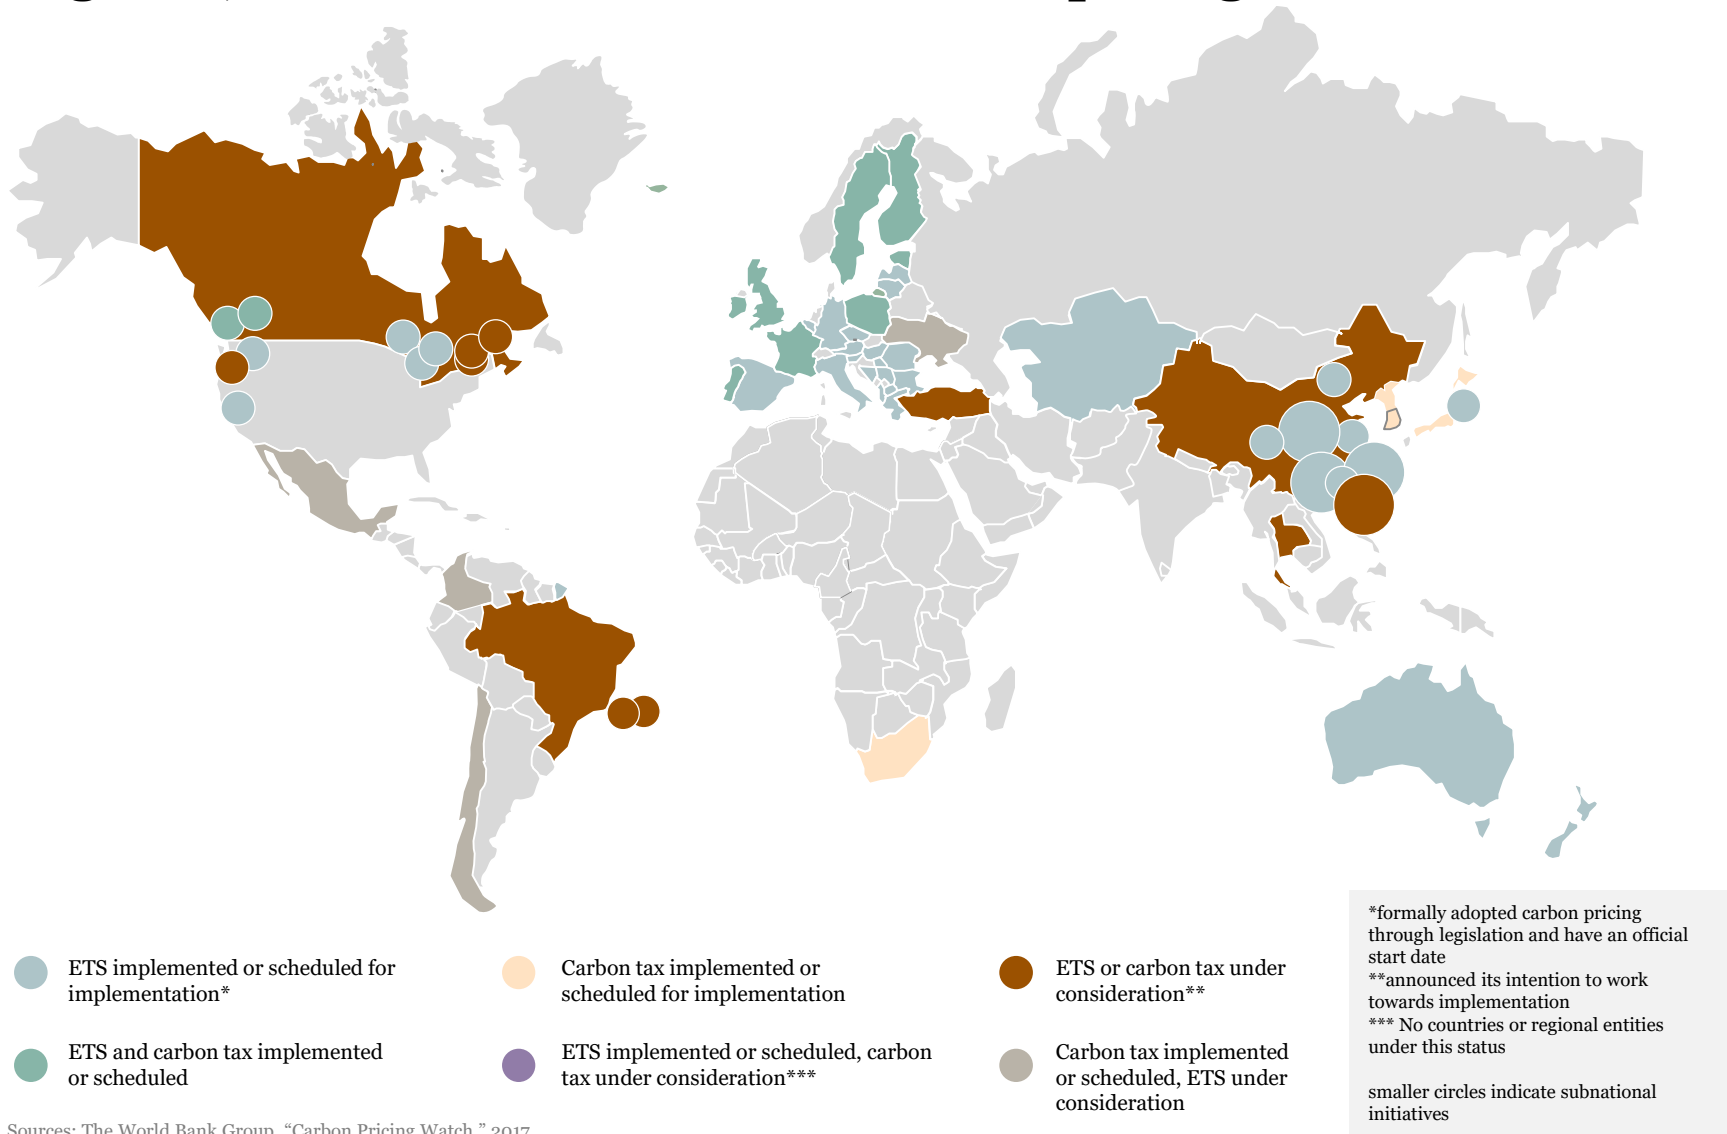 ETS implemented or scheduled for
implementation*
Carbon tax implemented or
scheduled for implementation
ETS or carbon tax under
consideration**
ETS and carbon tax implemented
or scheduled
ETS implemented or scheduled, carbon
tax under consideration***
Carbon tax implemented
or scheduled, ETS under
consideration
*formally adopted carbon pricing
through legislation and have an official
start date
**announced its intention to work
towards implementation
*** No countries or regional entities
under this status
smaller circles indicate subnational
initiatives
Sources: The World Bank Group, “Carbon Pricing Watch,” 2017